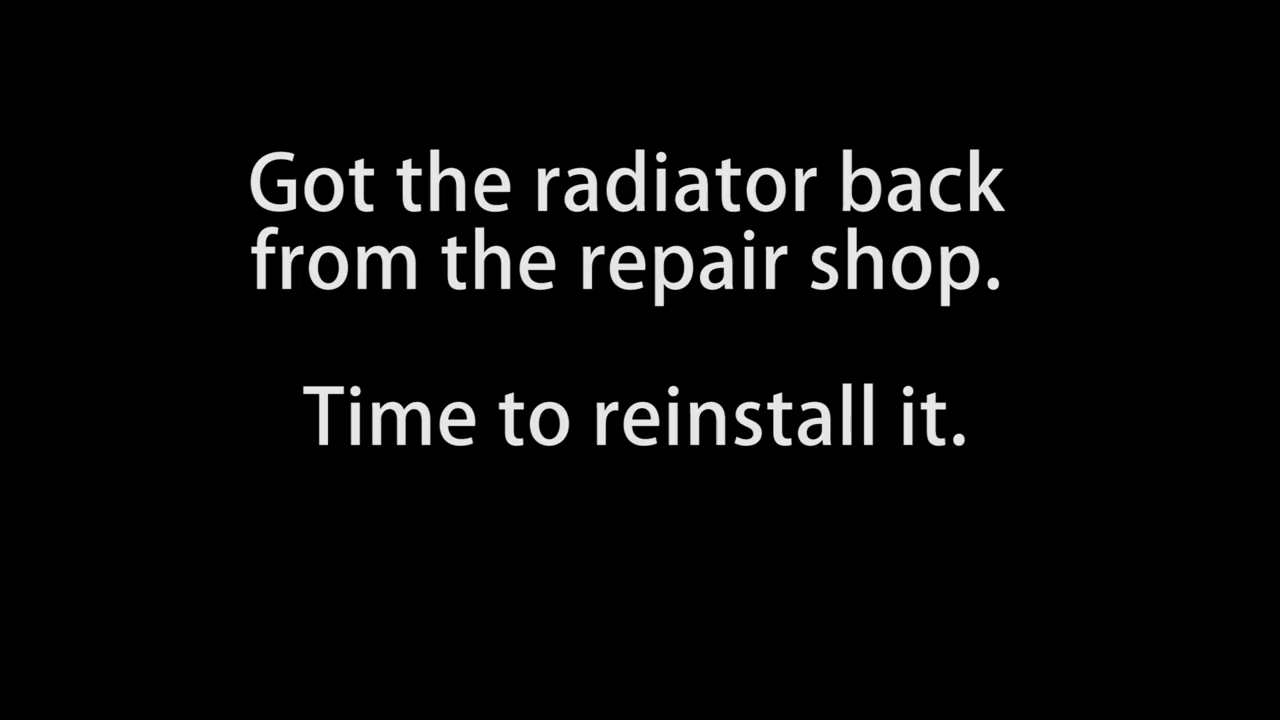 Got the radiator back
from the repair shop.
Time to reinstall it.